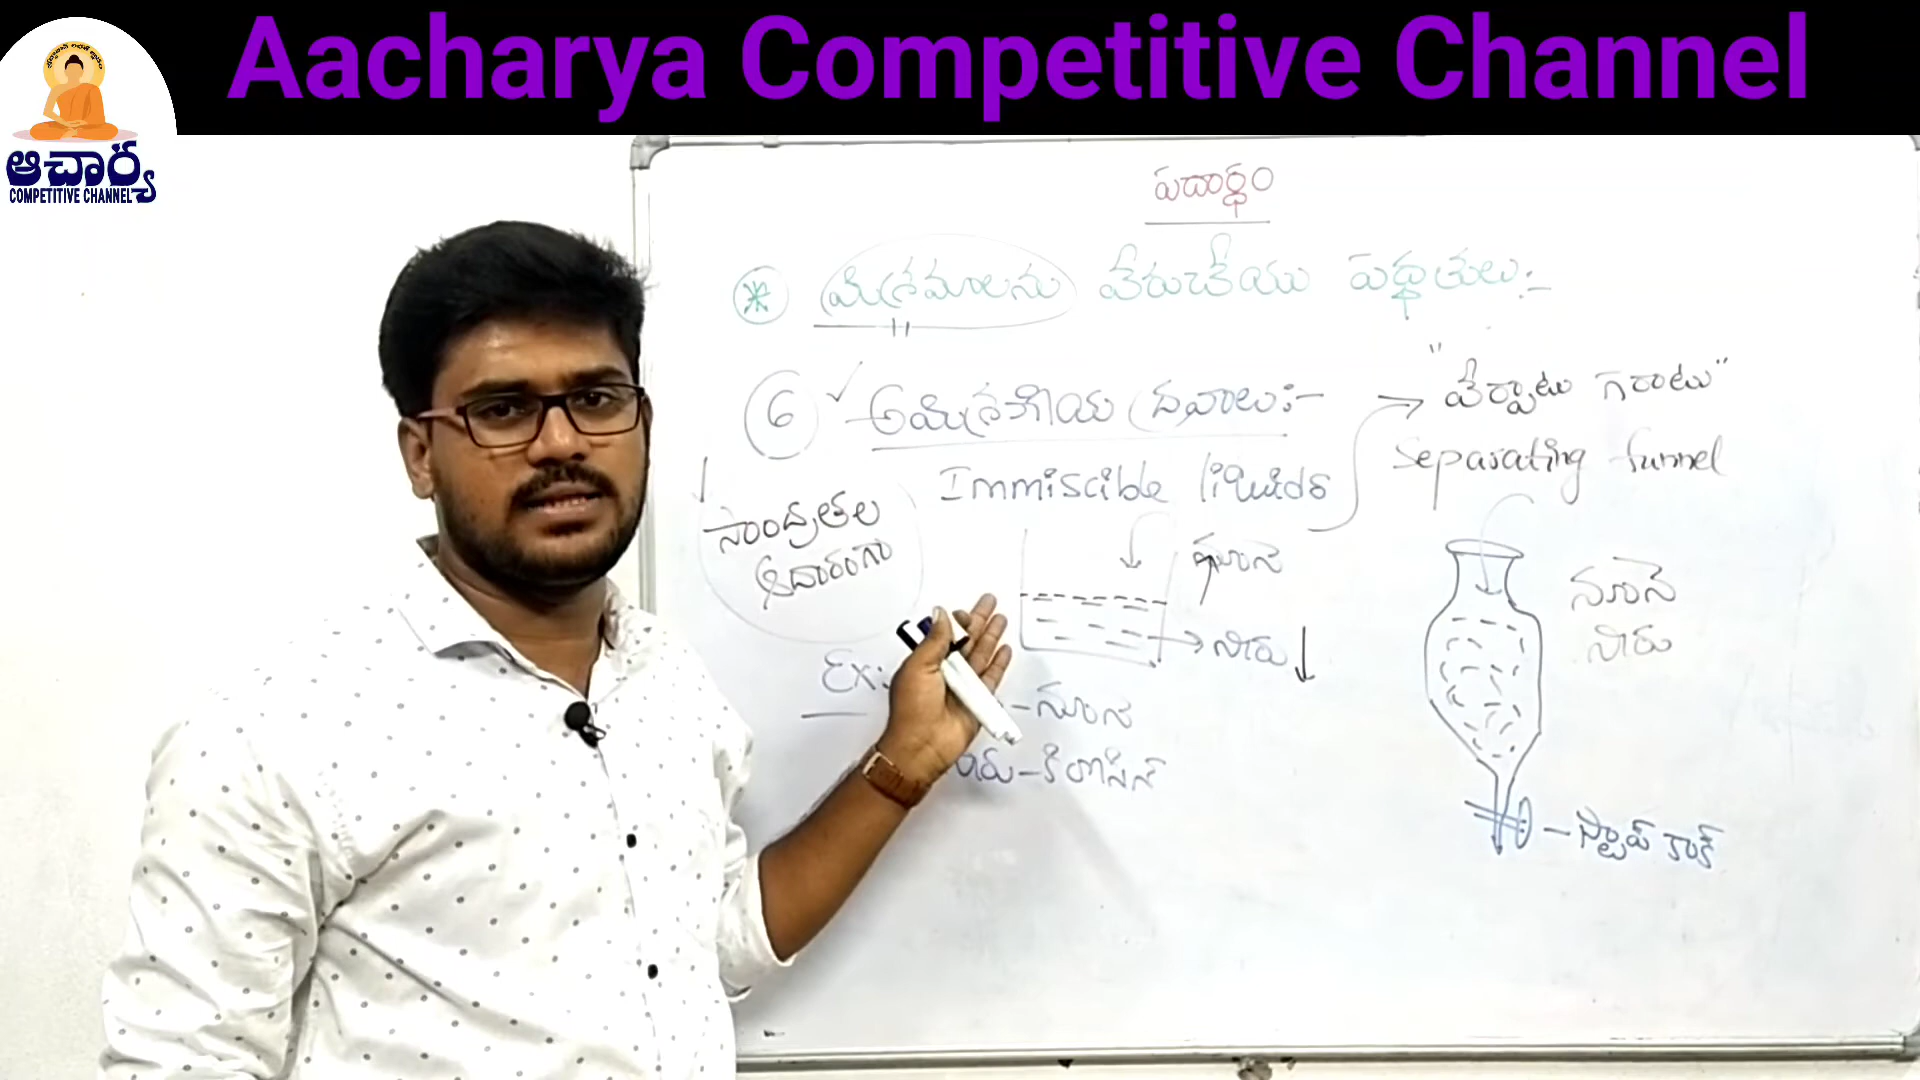 Aacharya Competitive Channel
ఆచార్య
COMPETITIVE CHANNEL
పదార్థం
* మిశ్రమాలను వేరుచేయు పద్ధతులు:-
6 అమిశ్రణీయ ద్రవాలు:-
Immiscible liquids
"వేర్పాటు గరాటు"
Separating funnel
సాంద్రతల
ఆదారంగా
నూనె
నీరు
Ex:
-నూనె
నీరు-కిరోసిన్
నూనె
నీరు
స్టాప్ కాక్